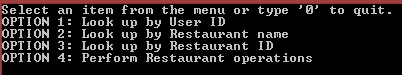 Select an item from the menu or type '0' to quit.
OPTION 1: Look up by User ID
OPTION 2: Look up by Restaurant name
OPTION 3: Look up by Restaurant ID
OPTION 4: Perform Restaurant operations